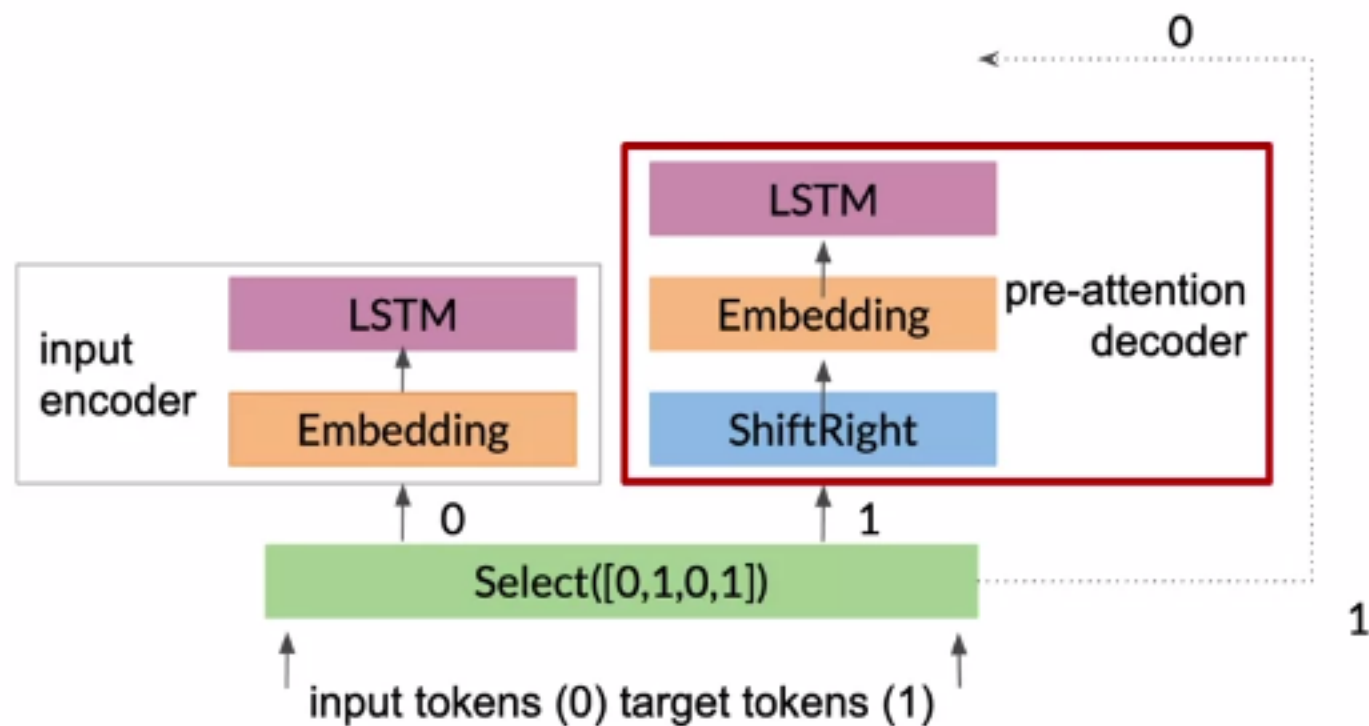 0
LSTM
pre-attention
decoder
Embedding
ShiftRight
1
LSTM
input
encoder
Embedding
0
Select([0,1,0,1])
1
input tokens (0) target tokens (1)